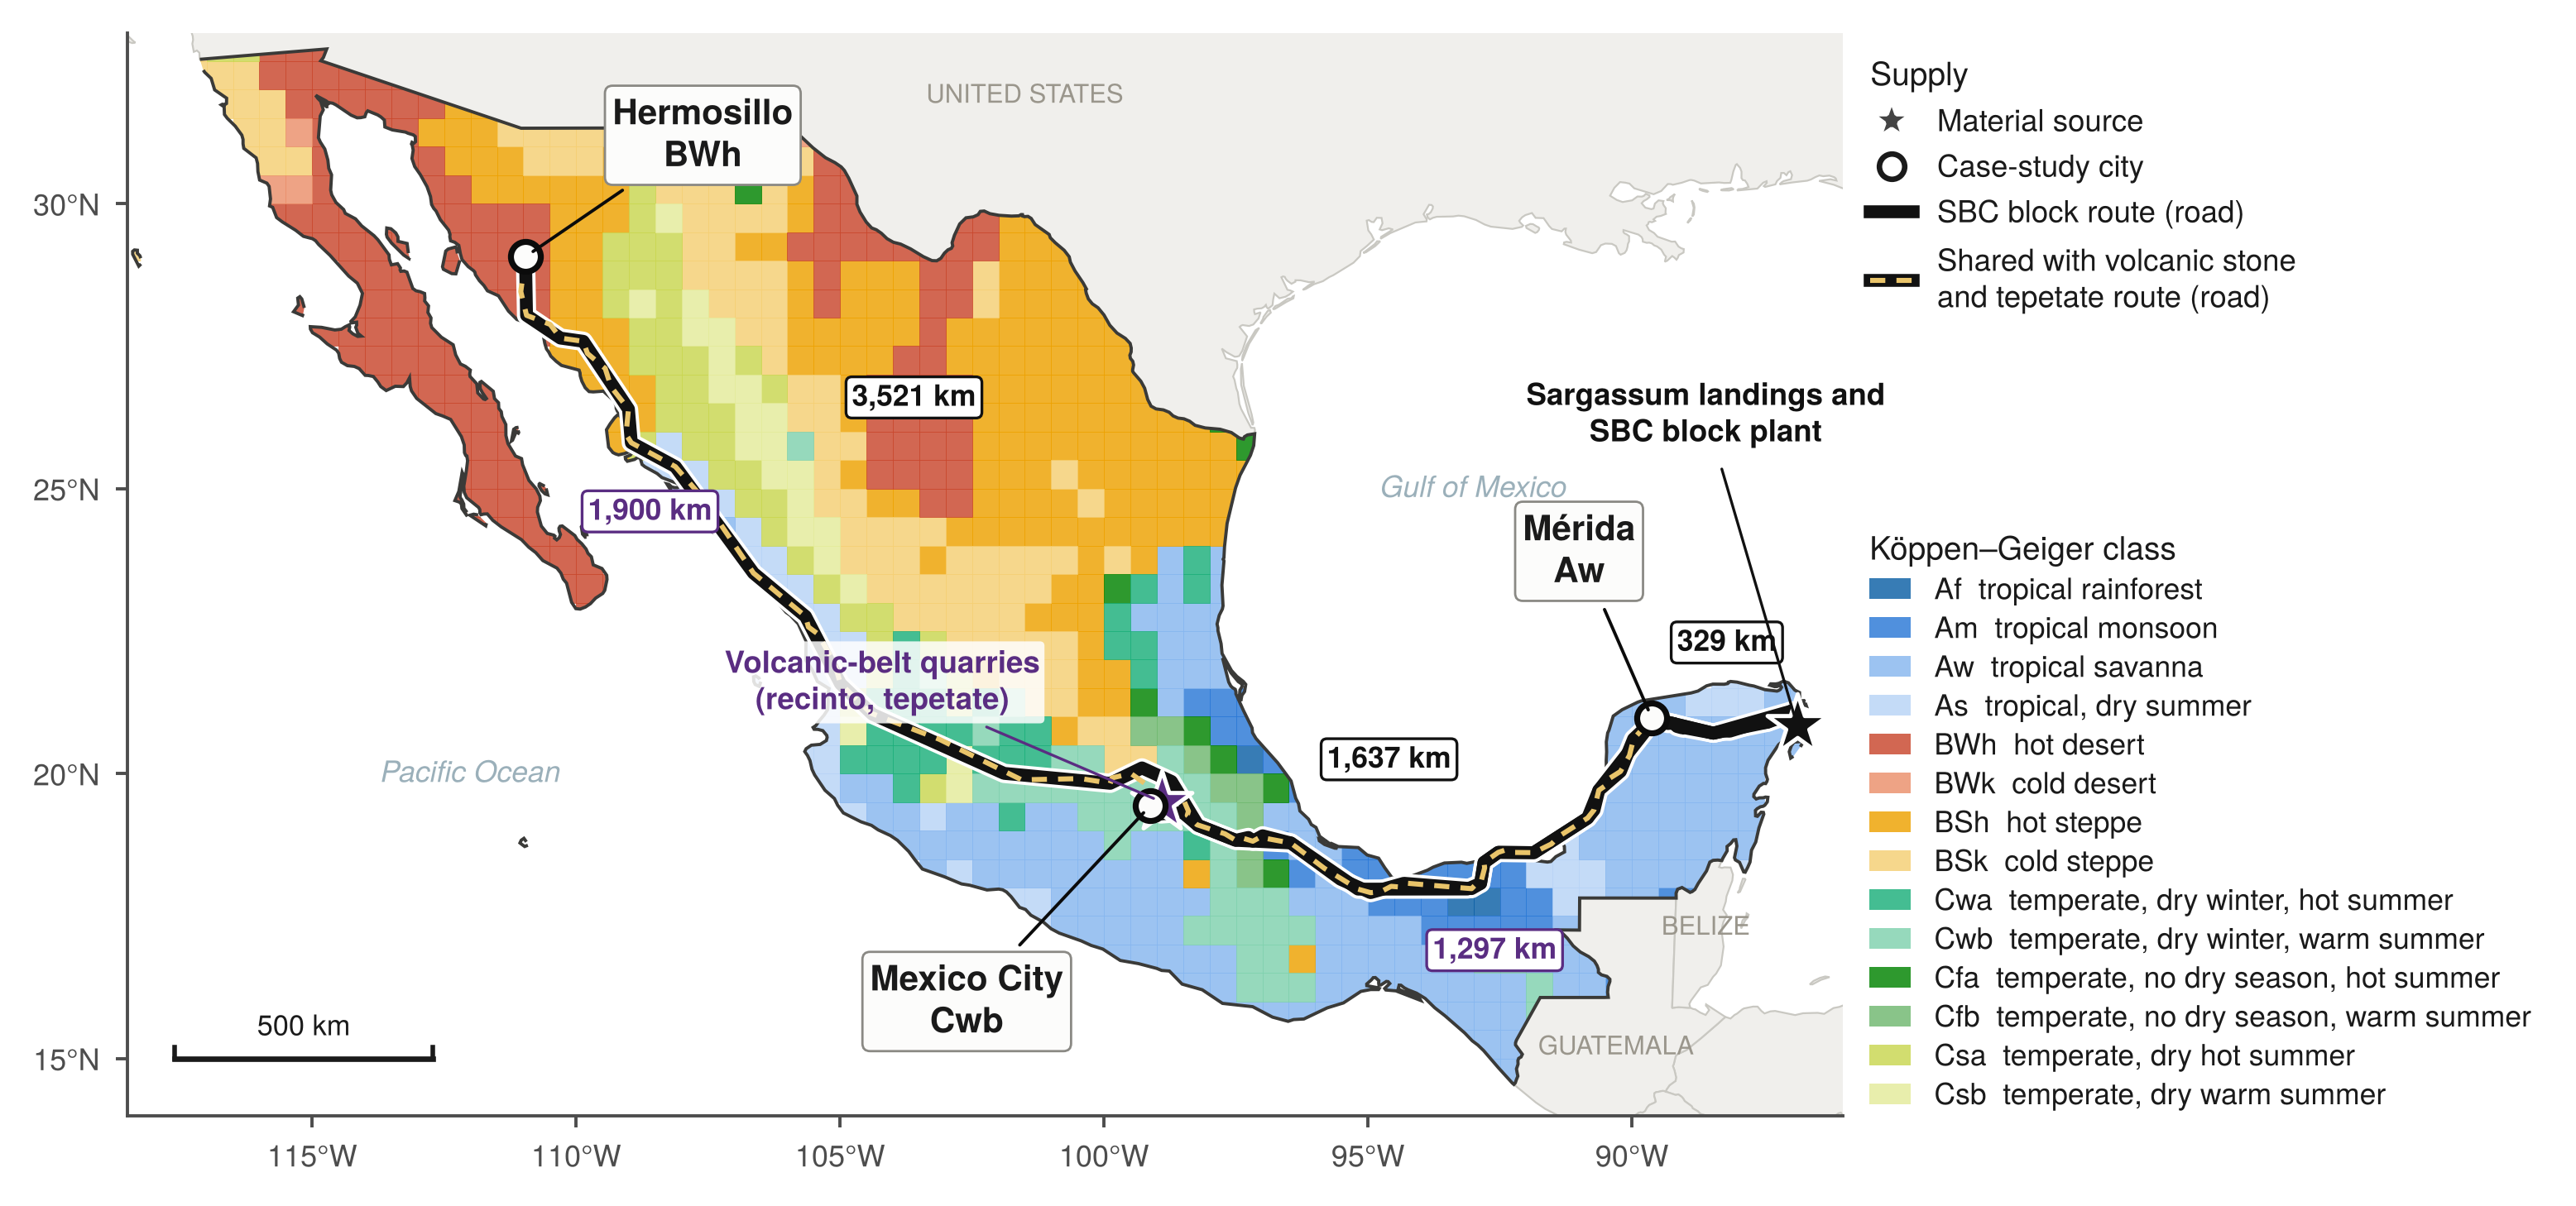 UNITED STATES
Hermosillo
BWh
30°N
25°N
20°N
15°N
3,521 km
1,900 km
Volcanic-belt quarries
(recinto, tepetate)
Pacific Ocean
Gulf of Mexico
Sargassum landings and
SBC block plant
Mérida
Aw
329 km
1,637 km
1,297 km
BELIZE
GUATEMALA
Mexico City
Cwb
500 km
115°W
110°W
105°W
100°W
95°W
90°W
Supply
Material source
Case-study city
SBC block route (road)
Shared with volcanic stone
and tepetate route (road)
Köppen–Geiger class
Af tropical rainforest
Am tropical monsoon
Aw tropical savanna
As tropical, dry summer
BWh hot desert
BWk cold desert
BSh hot steppe
BSk cold steppe
Cwa temperate, dry winter, hot summer
Cwb temperate, dry winter, warm summer
Cfa temperate, no dry season, hot summer
Cfb temperate, no dry season, warm summer
Csa temperate, dry hot summer
Csb temperate, dry warm summer